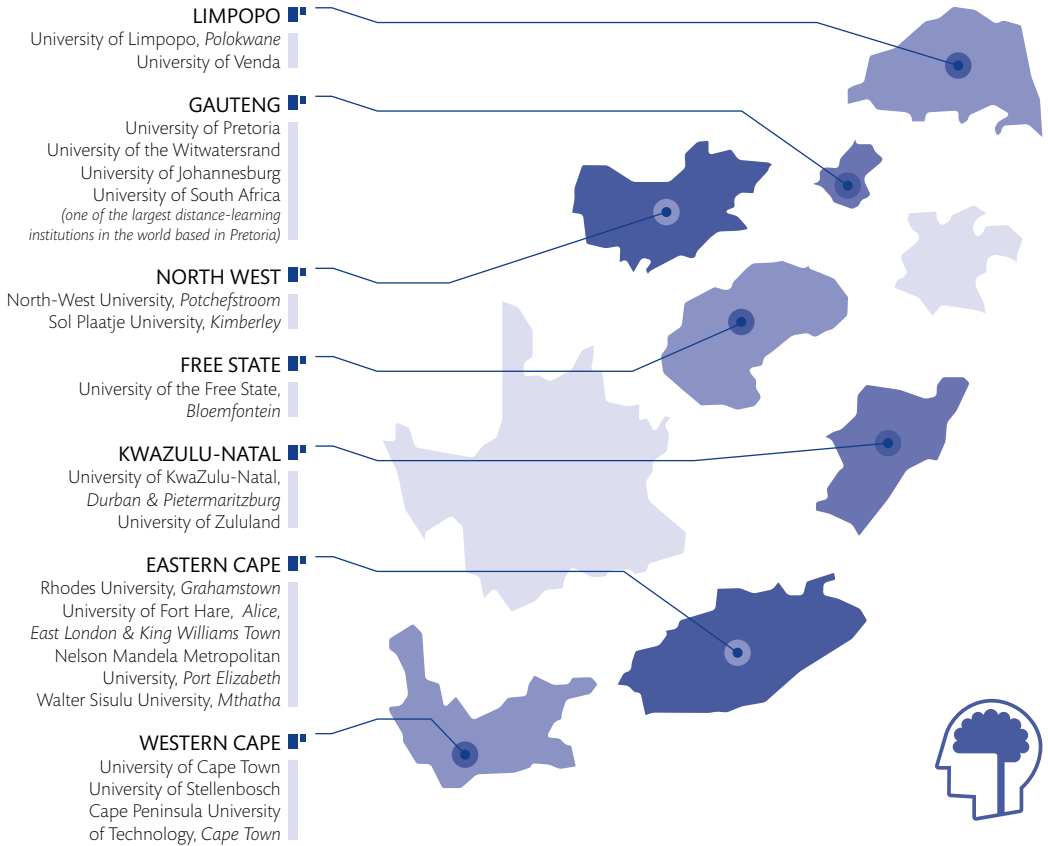 LIMPOPO
University of Limpopo, Polokwane
University of Venda
GAUTENG
University of Pretoria
University of the Witwatersrand
University of Johannesburg
University of South Africa
(one of the largest distance-learning
institutions in the world based in Pretoria)
NORTH WEST
North-West University, Potchefstroom
Sol Plaatje University, Kimberley
FREE STATE
University of the Free State,
Bloemfontein
KWAZULU-NATAL
University of KwaZulu-Natal,
Durban & Pietermaritzburg
University of Zululand
EASTERN CAPE
Rhodes University, Grahamstown
University of Fort Hare, Alice,
East London & King Williams Town
Nelson Mandela Metropolitan
University, Port Elizabeth
Walter Sisulu University, Mthatha
WESTERN CAPE
University of Cape Town
University of Stellenbosch
Cape Peninsula University
of Technology, Cape Town